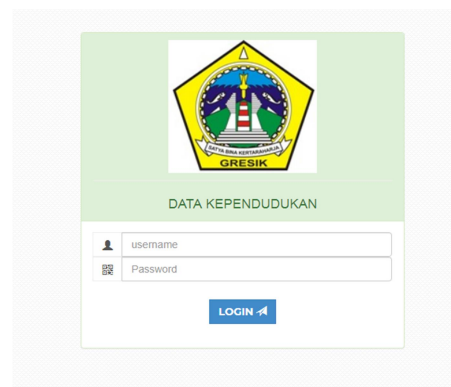 SATYA BINA KERTARAHARJA
GRESIK
DATA KEPENDUDUKAN
username
Password
LOGIN